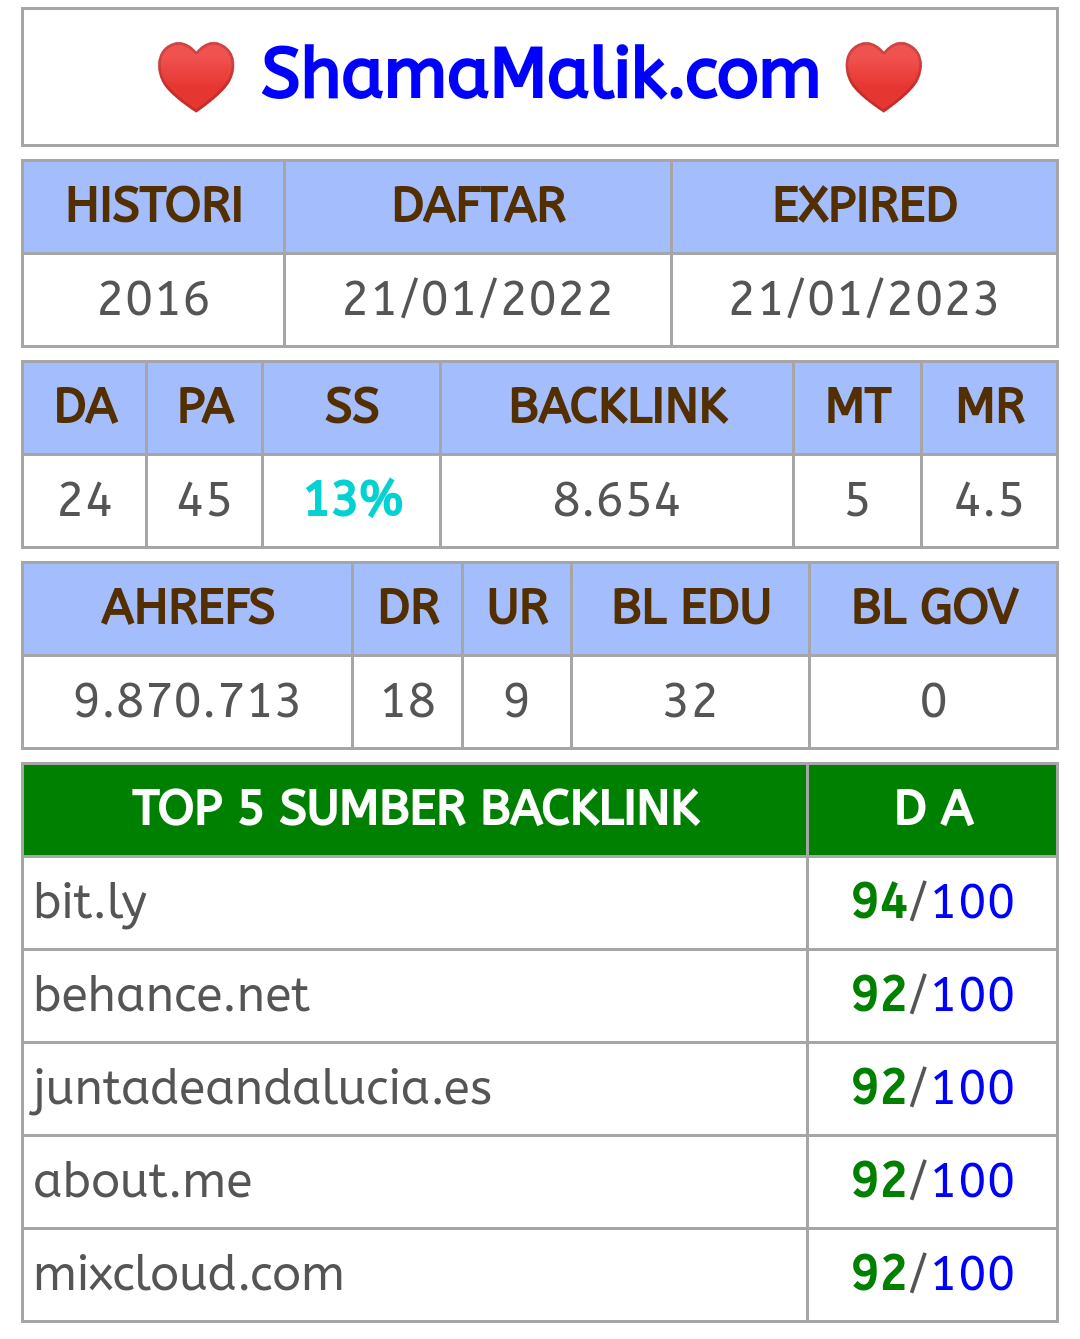 ShamaMalik.com
HISTORI DAFTAR EXPIRED
2016 21/01/2022 21/01/2023
DA PA SS BACKLINK MT MR
24 45 13% 8.654 5 4.5
AHREFS DR UR BL EDU BL GOV
9.870.713 18 9 32 0
TOP 5 SUMBER BACKLINK D A
bit.ly 94/100
behance.net 92/100
juntadeandalucia.es 92/100
about.me 92/100
mixcloud.com 92/100